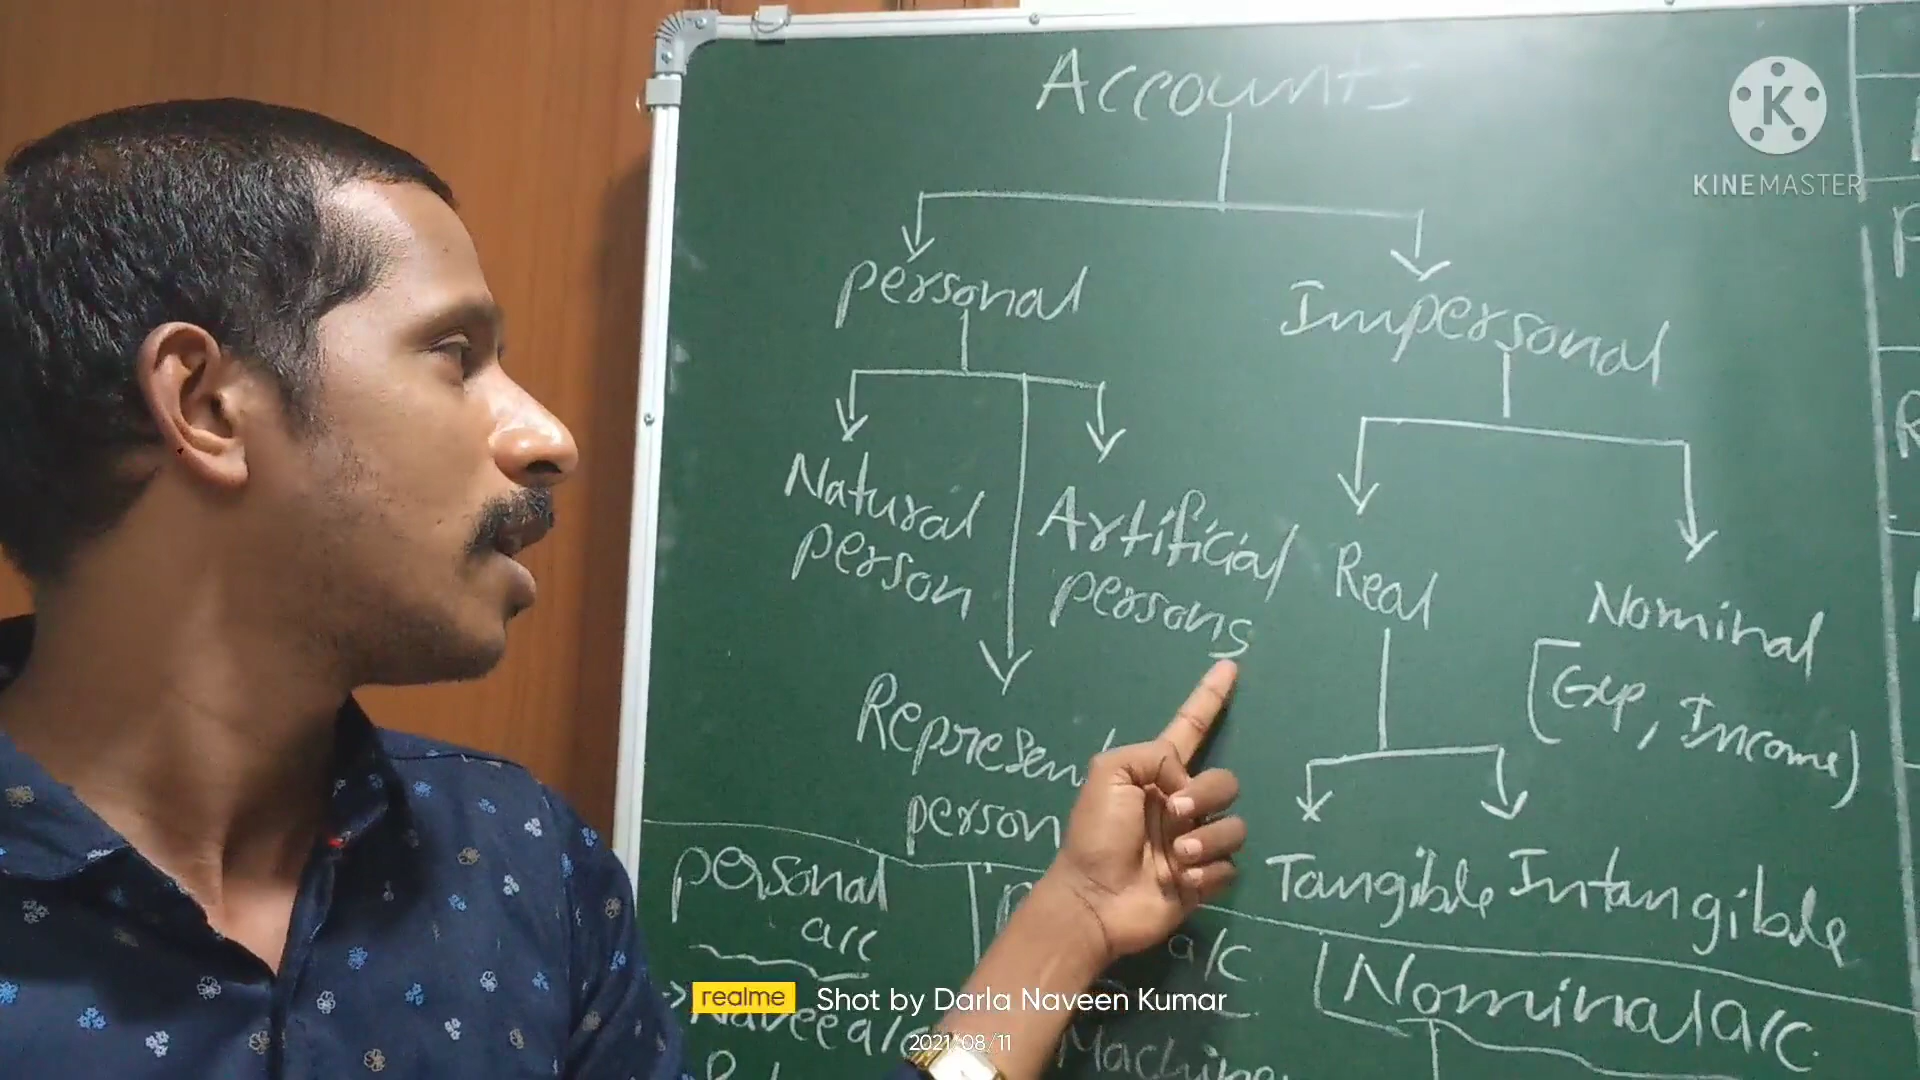 Accounts
KINEMASTER
personal
Impersonal
Natural
person
Artificial
persons
Real
Nominal
[Exp, Income)
person
Tangible Intangible
personal
a/c
a/c
Nominal a/c
realme Shot by Darla Naveen Kumar
2021/08/11
Machine